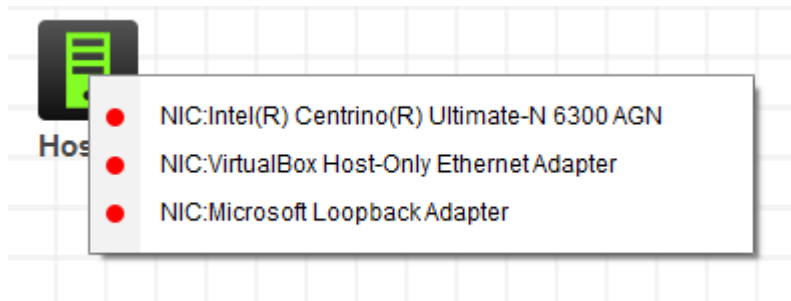 NIC:Intel(R) Centrino(R) Ultimate-N 6300 AGN
Hos
NIC:VirtualBox Host-Only Ethernet Adapter
NIC:Microsoft Loopback Adapter